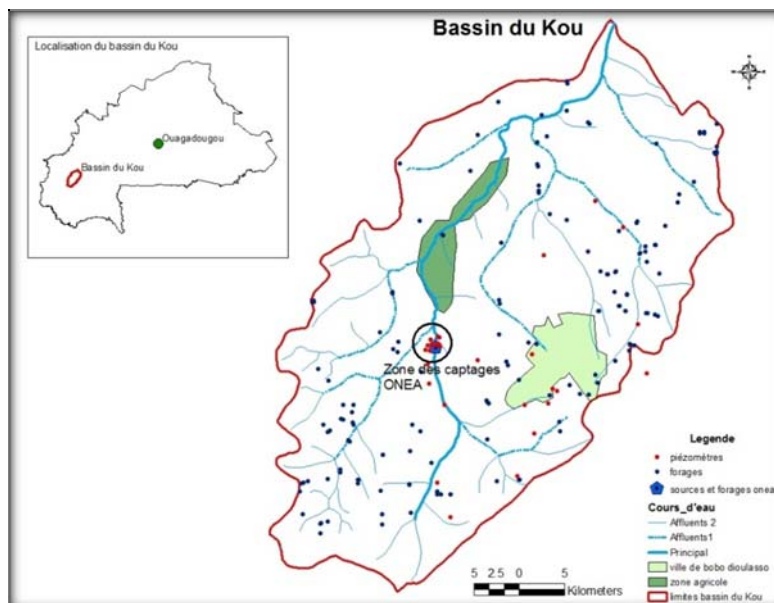 Bassin du Kou
Localisation du bassin du Kou
Ouagadougou
Bassin du Kou
Zone des captages
ONEA
Legende
piézomètres
forages
sources et forages onea
Cours_d'eau
Affluents 2
Affluents1
Principal
ville de bobo dioulasso
zone agricole
limites bassin du Kou
5 2.5 0 5
Kilometers